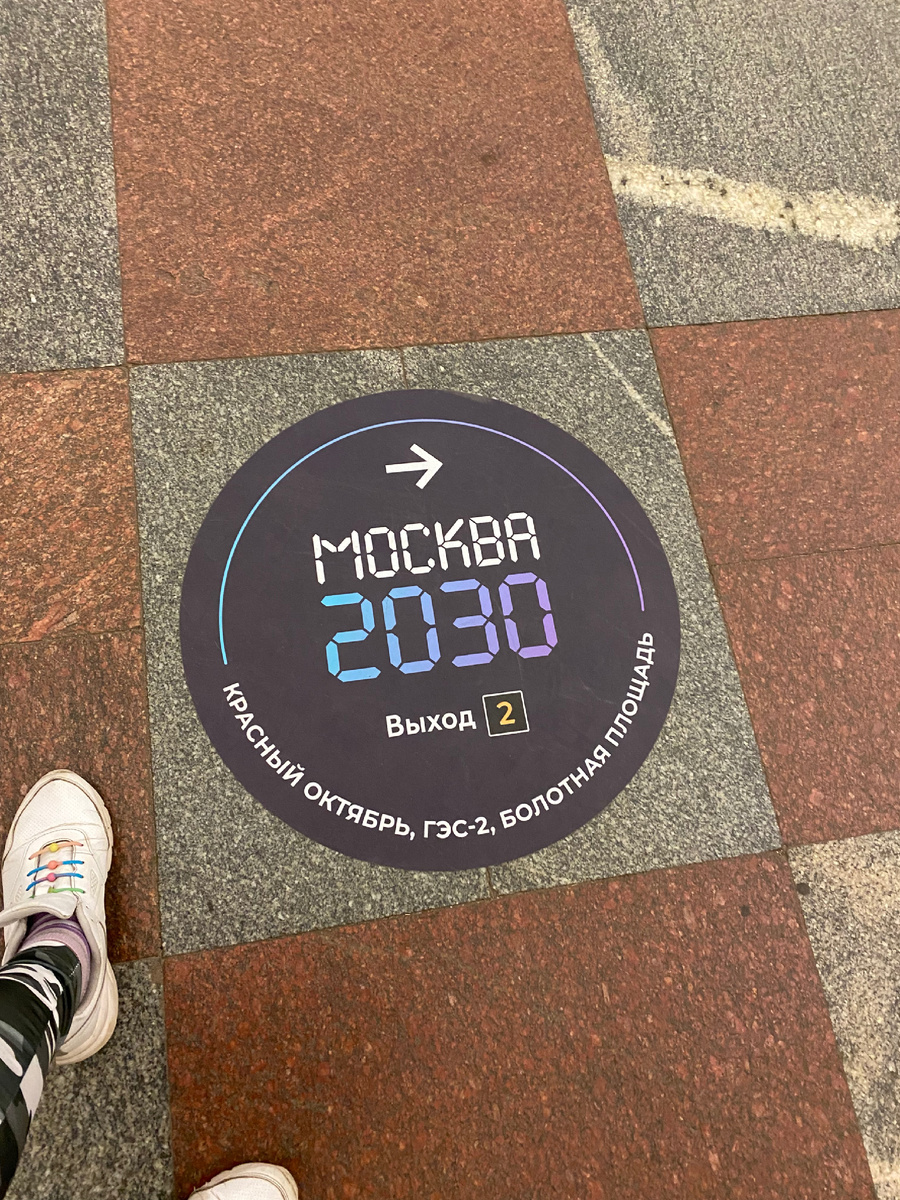 МОСКВА
2030
Выход 2
КРАСНЫЙ ОКТЯБРЬ, ГЭС-2, БОЛОТНАЯ ПЛОЩАДЬ